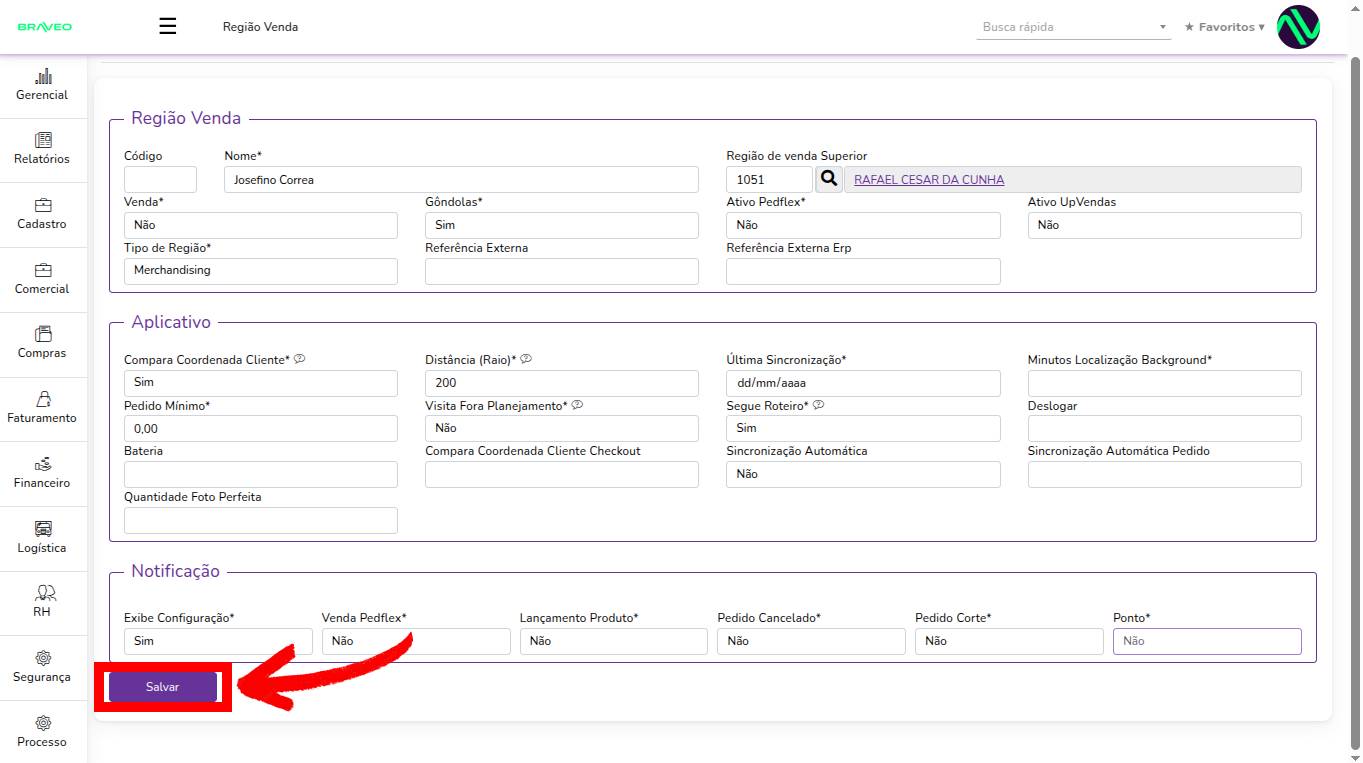 BRAVEO
Região Venda
Busca rápida
★ Favoritos ▾
Gerencial
Relatórios
Cadastro
Comercial
Compras
Faturamento
Financeiro
Logística
RH
Segurança
Processo
Região Venda
Código Nome* Região de venda Superior
Josefino Correa 1051 RAFAEL CESAR DA CUNHA
Venda* Gôndolas* Ativo Pedflex* Ativo UpVendas
Não Sim Não Não
Tipo de Região* Referência Externa Referência Externa Erp
Merchandising
Aplicativo
Compara Coordenada Cliente* Distância (Raio)* Última Sincronização* Minutos Localização Background*
Sim 200 dd/mm/aaaa
Pedido Mínimo* Visita Fora Planejamento* Segue Roteiro* Deslogar
0,00 Não Sim
Bateria Compara Coordenada Cliente Checkout Sincronização Automática Sincronização Automática Pedido
Não
Quantidade Foto Perfeita
Notificação
Exibe Configuração* Venda Pedflex* Lançamento Produto* Pedido Cancelado* Pedido Corte* Ponto*
Sim Não Não Não Não Não
Salvar